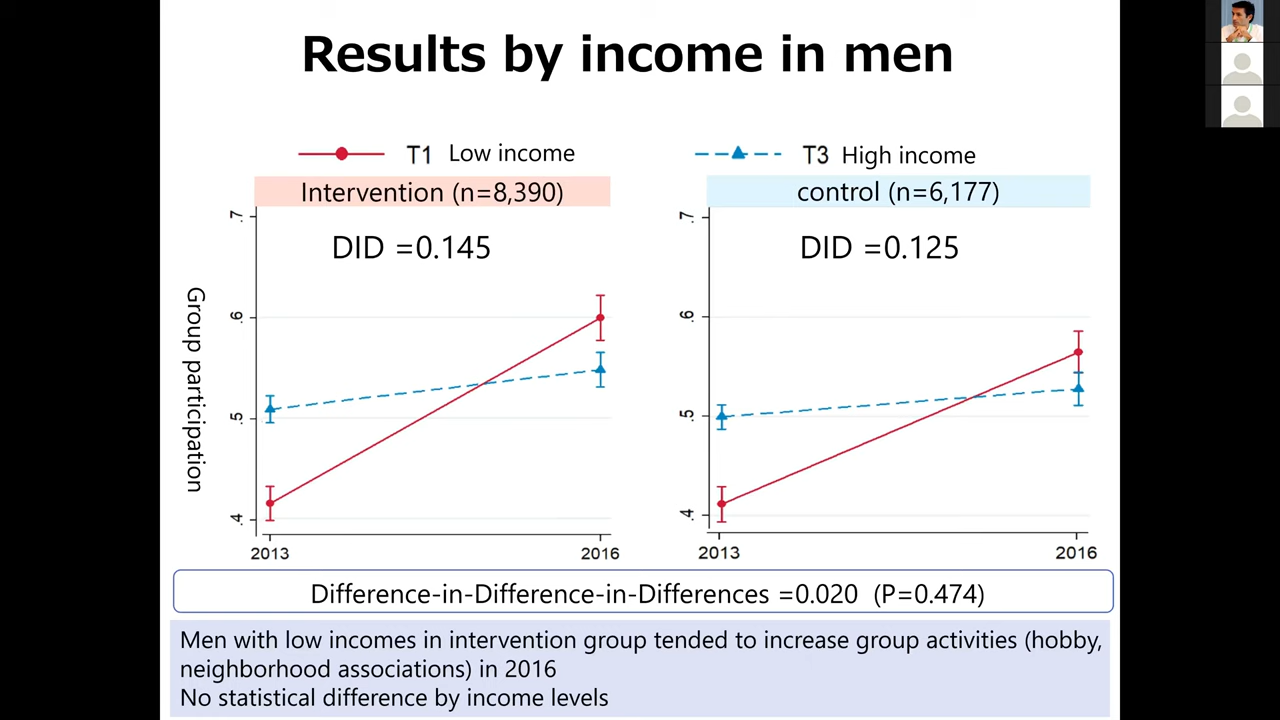 Results by income in men
T1 Low income
T3 High income
Intervention (n=8,390)
control (n=6,177)
DID =0.145
DID =0.125
Group participation
.7
.6
.5
.4
2013
2016
.7
.6
.5
.4
2013
2016
Difference-in-Difference-in-Differences =0.020 (P=0.474)
Men with low incomes in intervention group tended to increase group activities (hobby,
neighborhood associations) in 2016
No statistical difference by income levels